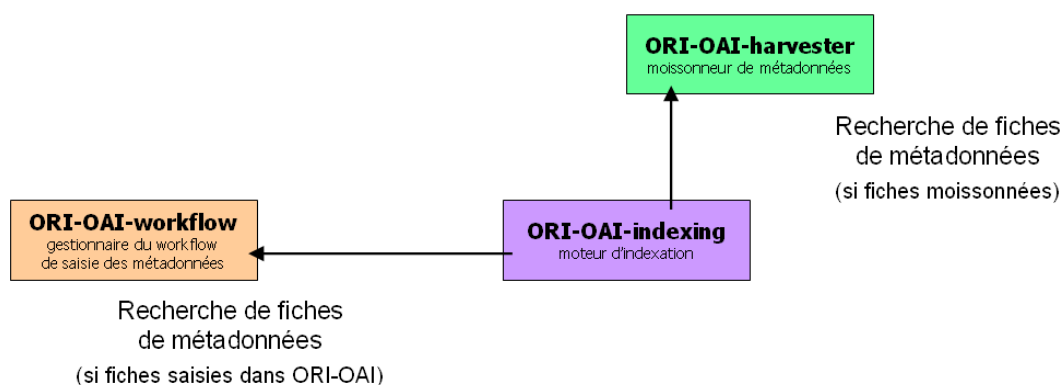 ORI-OAI-harvester
moissonneur de métadonnées
Recherche de fiches
de métadonnées
(si fiches moissonnées)
ORI-OAI-workflow
gestionnaire du workflow
de saisie des métadonnées
ORI-OAI-indexing
moteur d'indexation
Recherche de fiches
de métadonnées
(si fiches saisies dans ORI-OAI)